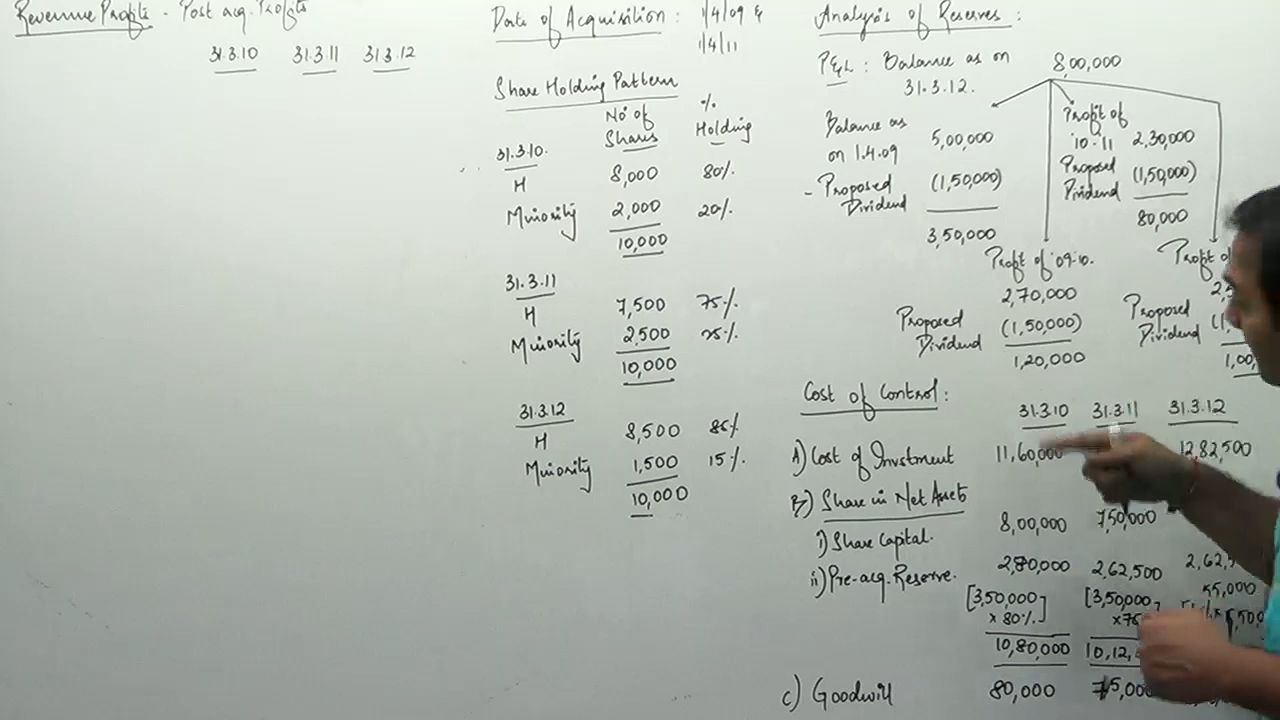 Revenue Profits - Post acq. Profits
31.3.10 31.3.11 31.3.12
Date of Acquisition : 1/4/09 &
1/4/11
Share Holding Pattern
No of Shares % Holding
31.3.10.
H 8,000 80%
Minority 2,000 20%
10,000
31.3.11
H 7,500 75%
Minority 2,500 25%
10,000
31.3.12
H 8,500 85%
Minority 1,500 15%
10,000
Analysis of Reserves :
P&L : Balance as on 8,00,000
31.3.12.
Balance as on 1.4.09 5,00,000
- Proposed Dividend (1,50,000)
3,50,000
Profit of '10-11 2,30,000
Proposed Dividend (1,50,000)
80,000
Profit of '09-10.
2,70,000
Proposed Dividend (1,50,000)
1,20,000
Profit
Proposed Dividend
Cost of Control :
31.3.10 31.3.11 31.3.12
A) Cost of Invstment 11,60,000 12,82,500
B) Share in Net Assets
i) Share Capital. 8,00,000 7,50,000
ii) Pre-acq. Reserve. 2,80,000 2,62,500
55,000
[3,50,000 × 80%] [3,50,000
10,80,000
C) Goodwill 80,000 75,000